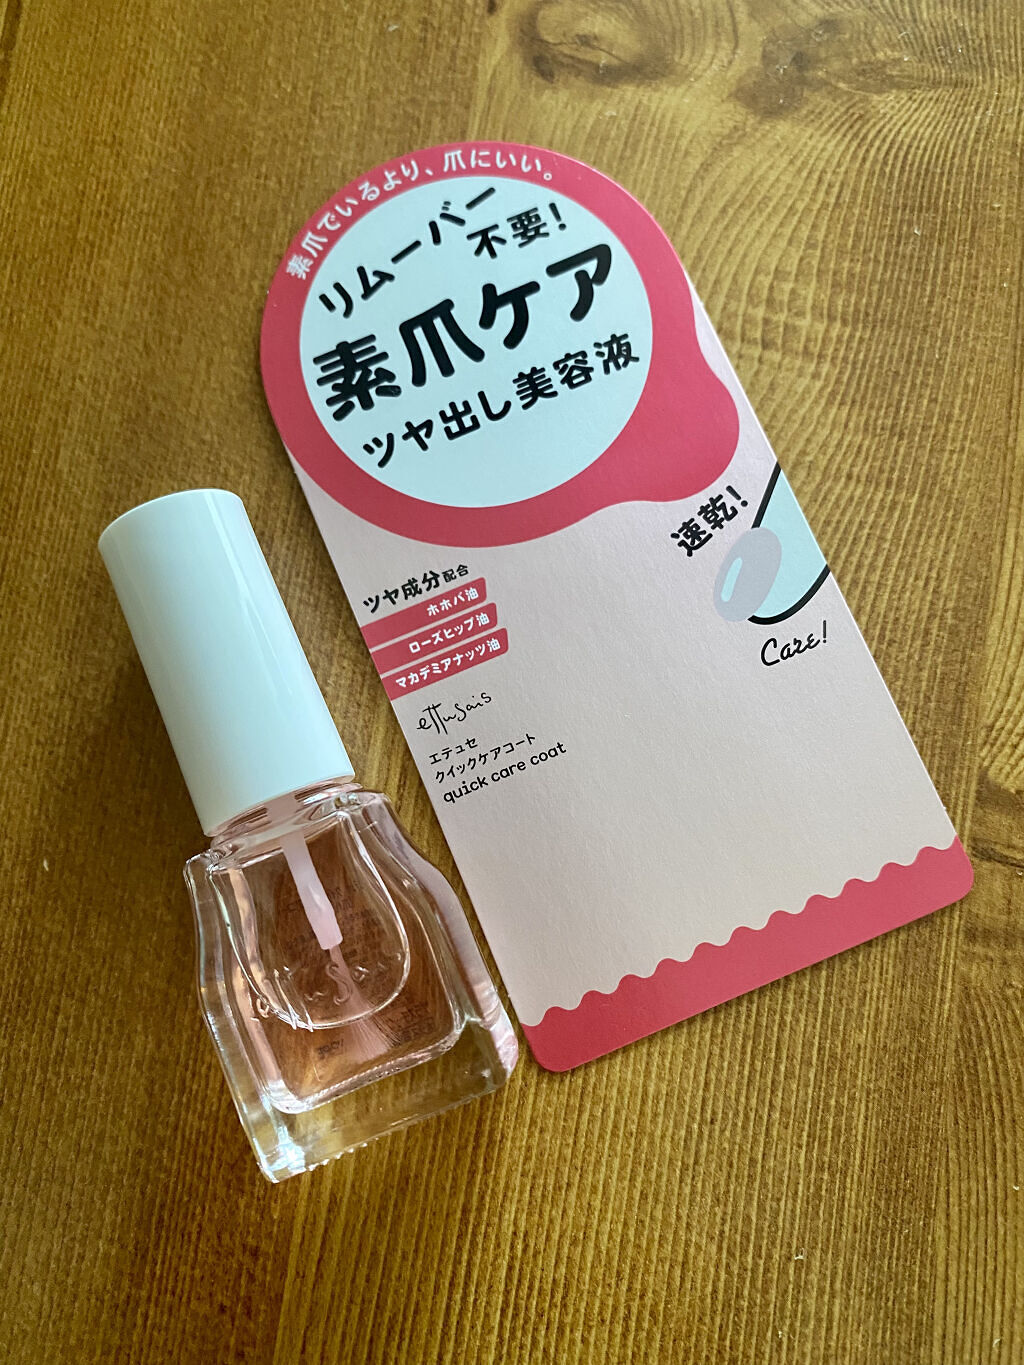 素爪でいるより、爪にいい。
リムーバー
不要!
素爪ケア
ツヤ出し美容液
速乾!
Care!
ツヤ成分配合
ホホバ油
ローズヒップ油
マカデミアナッツ油
ettusais
エテュセ
クイックケアコート
quick care coat
ettusais